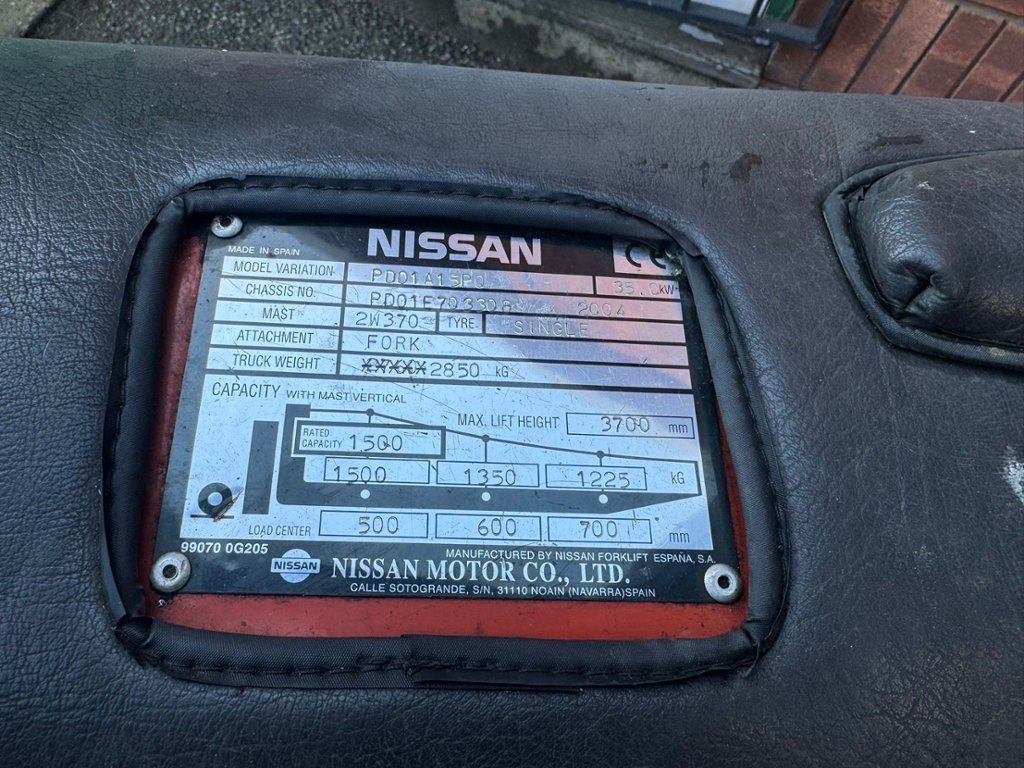 NISSAN
CE
MADE IN SPAIN
MODEL VARIATION PD01A15PQ 35.0kW
CHASSIS NO. 2004
MAST 2W370 TYRE SINGLE
ATTACHMENT FORK
TRUCK WEIGHT 2850 KG
CAPACITY WITH MAST VERTICAL
MAX. LIFT HEIGHT 3700 mm
RATED CAPACITY 1500
1500 1350 1225 KG
LOAD CENTER 500 600 700 mm
99070 0G205
MANUFACTURED BY NISSAN FORKLIFT ESPAÑA, S.A.
NISSAN NISSAN MOTOR CO., LTD.
CALLE SOTOGRANDE, S/N, 31110 NOAIN (NAVARRA)SPAIN